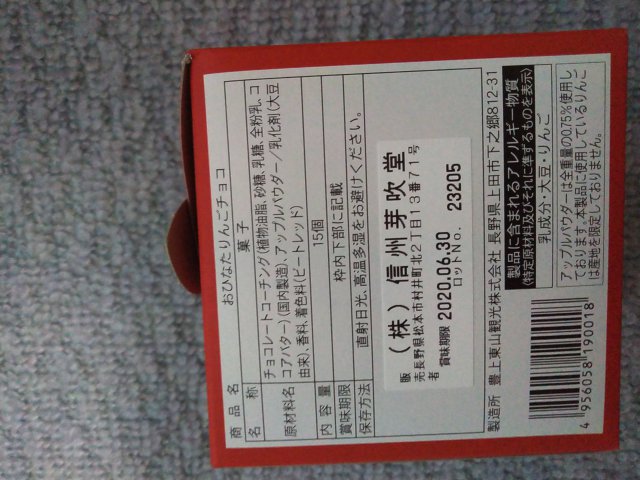 商品名 おひなたりんごチョコ
名称 菓子
原材料名 チョコレートコーチング(植物油脂、砂糖、乳糖、全粉乳、コ
コアバター)(国内製造)、アップルパウダー/乳化剤(大豆
由来)、香料、着色料(ビートレッド)
内容量 15個
賞味期限 枠内下部に記載
保存方法 直射日光、高温多湿をお避けください。
販売者 (株)信州芽吹堂
長野県松本市村井町北2丁目13番71号
賞味期限 2020.06.30
ロットNo. 23205
製造所 豊上東山観光株式会社 長野県上田市下之郷812-31
製品に含まれるアレルギー物質
(特定原材料及びそれに準ずるものを表示)
乳成分・大豆・りんご
アップルパウダーは全重量の0.75%使用し
ております。本製品に使用しているりんご
は産地を限定しておりません。
4 956058 190018